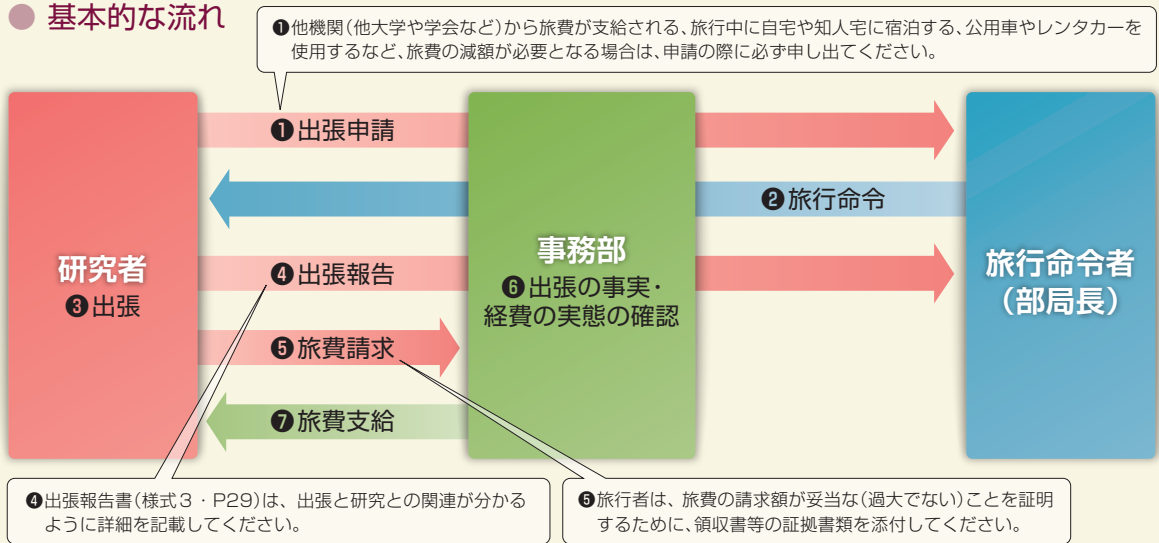 ● 基本的な流れ
❶他機関(他大学や学会など)から旅費が支給される、旅行中に自宅や知人宅に宿泊する、公用車やレンタカーを
使用するなど、旅費の減額が必要となる場合は、申請の際に必ず申し出てください。
❶出張申請
❷旅行命令
研究者
❸出張
❹出張報告
事務部
❻出張の事実・
経費の実態の確認
旅行命令者
(部局長)
❺旅費請求
❼旅費支給
❹出張報告書(様式3・P29)は、出張と研究との関連が分かる
ように詳細を記載してください。
❺旅行者は、旅費の請求額が妥当な(過大でない)ことを証明
するために、領収書等の証拠書類を添付してください。